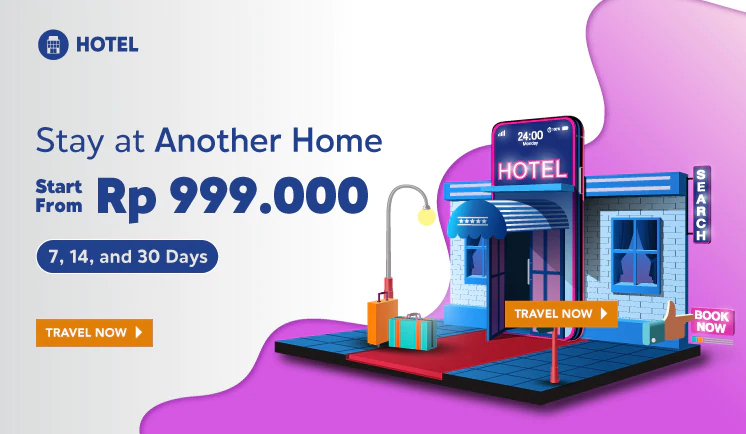 HOTEL
Stay at Another Home
Start From Rp 999.000
7, 14, and 30 Days
TRAVEL NOW
24:00
Monday
HOTEL
SEARCH
TRAVEL NOW
BOOK NOW